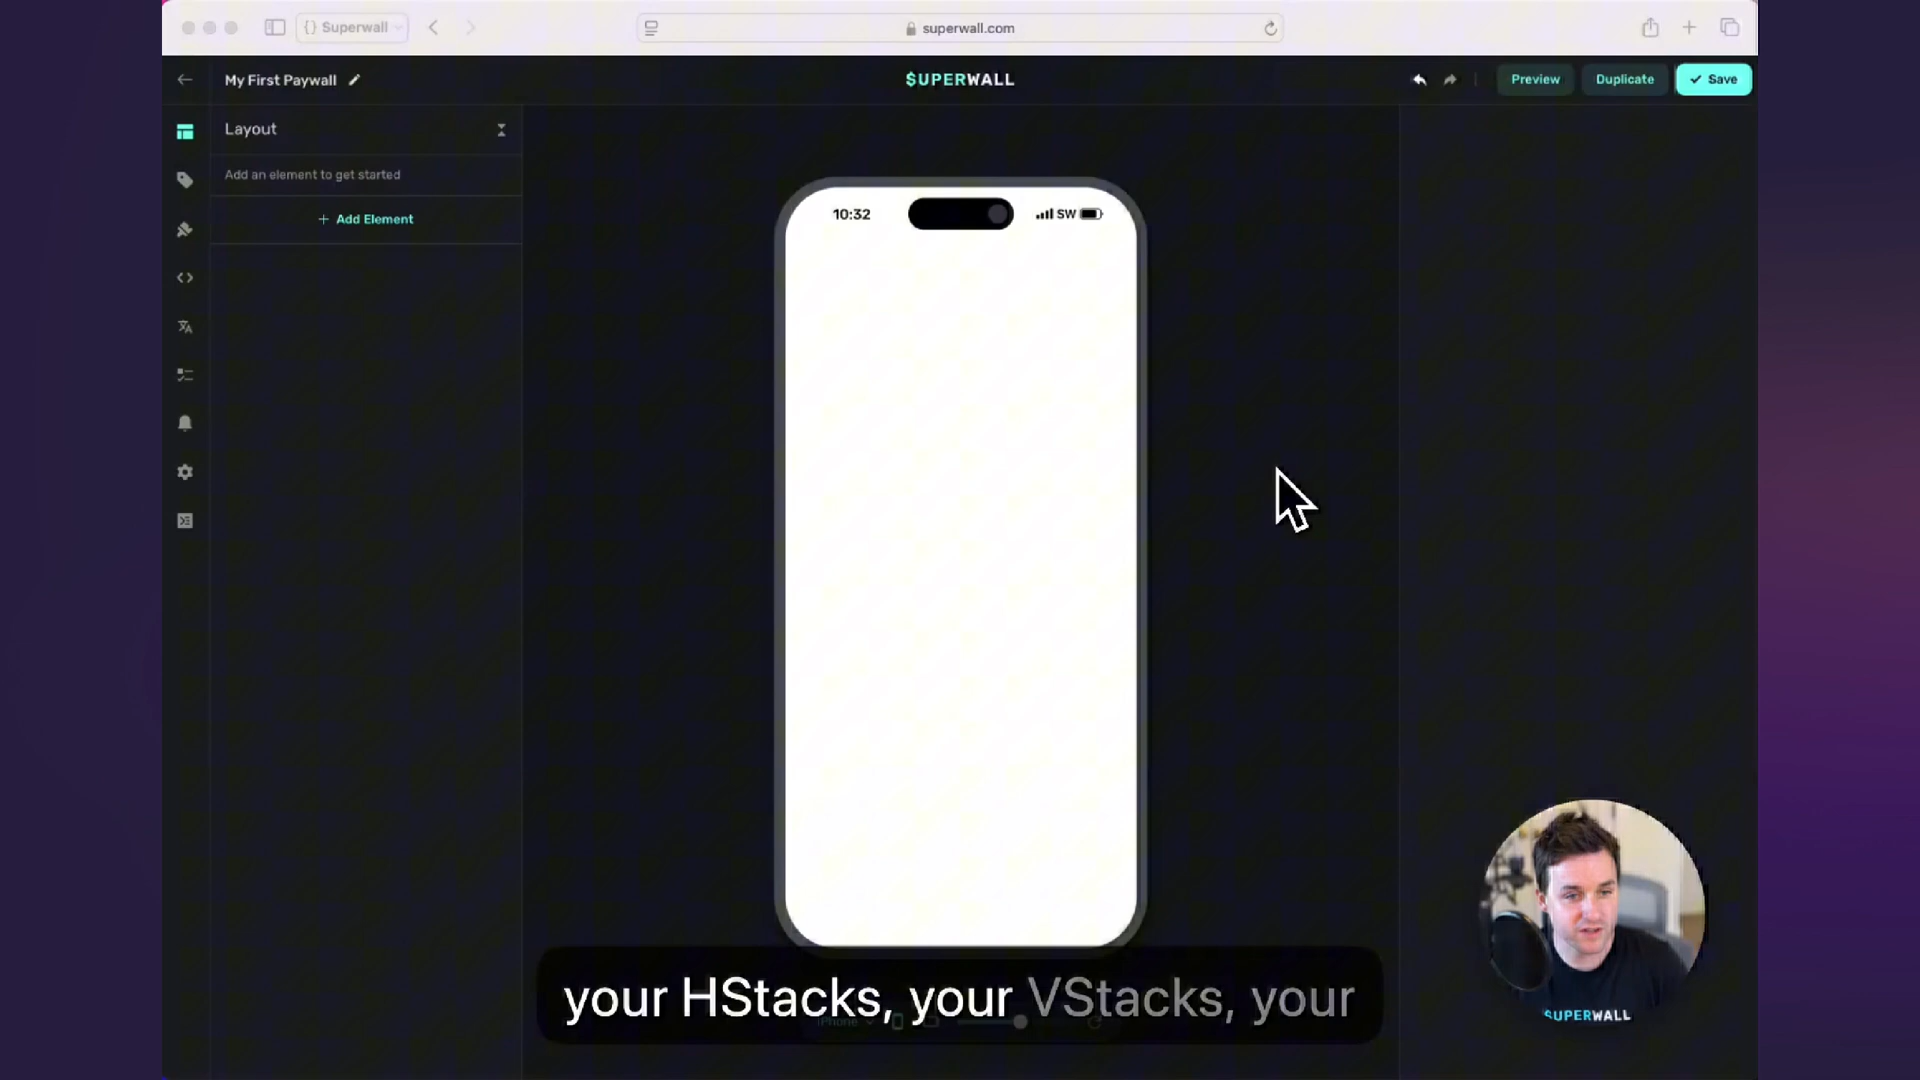 {} Superwall
superwall.com
My First Paywall
$UPERWALL
Preview
Duplicate
Save
Layout
Add an element to get started
+ Add Element
10:32
SW
your HStacks, your VStacks, your
iPhone
SUPERWALL